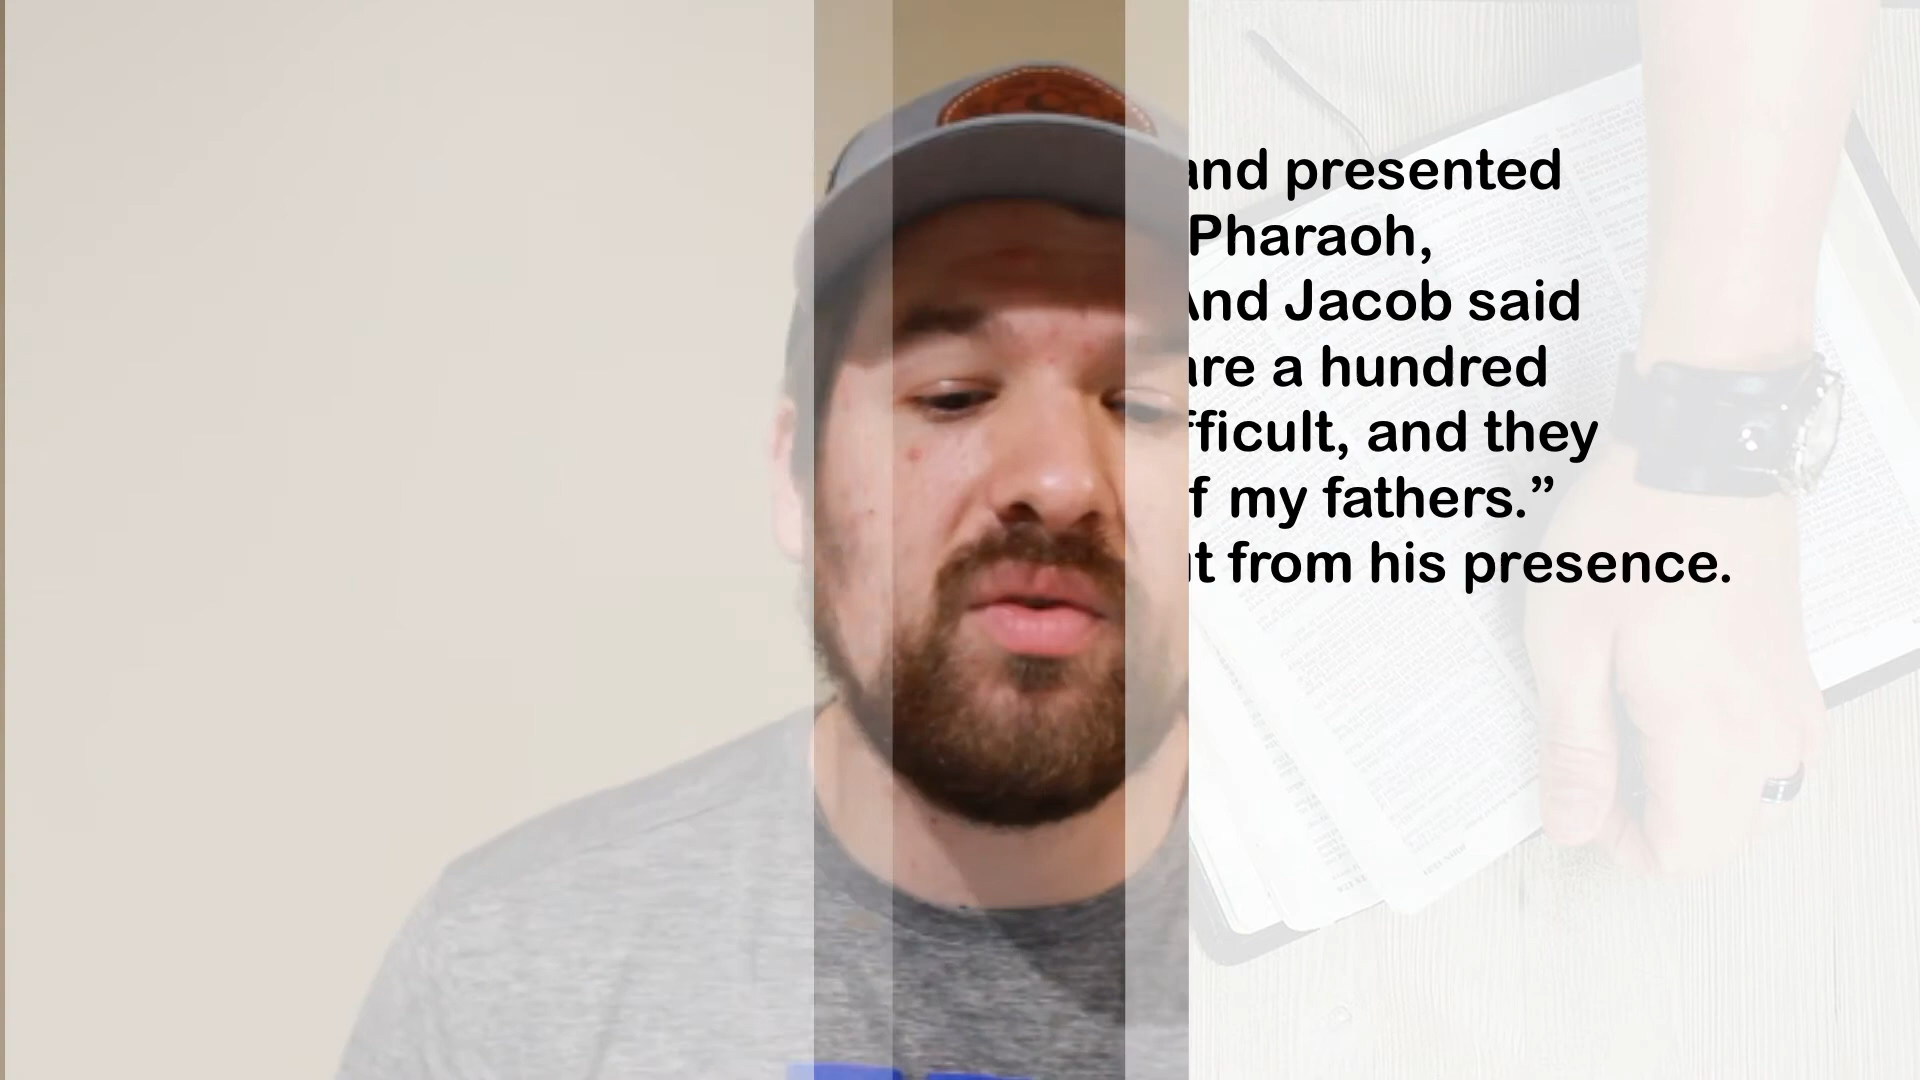 and presented
Pharaoh,
And Jacob said
are a hundred
fficult, and they
f my fathers.”
t from his presence.